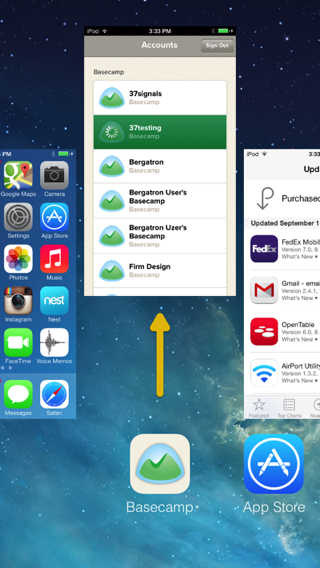 iPod 3:33 PM
Accounts
Sign Out
Basecamp
37signals
Basecamp
37testing
Basecamp
Bergatron
Basecamp
Bergatron User's
Basecamp
Basecamp
Bergatron Uzer's
Basecamp
Basecamp
Firm Design
Basecamp
PM
Google Maps
Camera
Settings
App Store
Photos
Music
Instagram
nest
Nest
FaceTime
Voice Memos
Messages
Safari
iPod 3:33
Upd
Purchased
Updated September 1
FedEx
FedEx Mobil
Version 7.0, 8.
What's New
Gmail - emai
Version 2.4.1,
What's New
OpenTable
Version 6.0, 8.
What's New
AirPort Utility
Version 1.3.2,
What's New
Featured
Top Charts
Nea
Basecamp
App Store